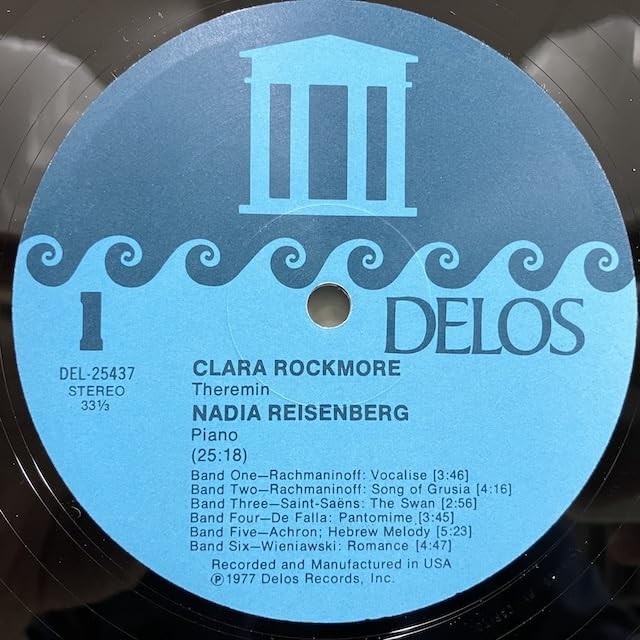 1
DELOS
DEL-25437
STEREO
33⅓
CLARA ROCKMORE
Theremin
NADIA REISENBERG
Piano
(25:18)
Band One—Rachmaninoff: Vocalise [3:46]
Band Two—Rachmaninoff: Song of Grusia [4:16]
Band Three—Saint-Saëns: The Swan [2:56]
Band Four—De Falla: Pantomime [3:45]
Band Five—Achron; Hebrew Melody [5:23]
Band Six—Wieniawski: Romance [4:47]
Recorded and Manufactured in USA
℗1977 Delos Records, Inc.